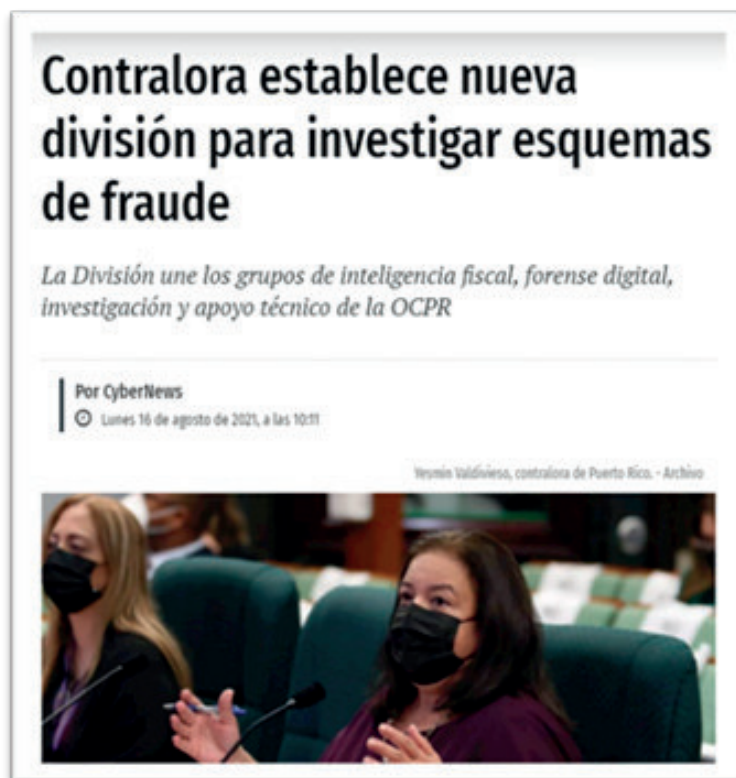 Contralora establece nueva
división para investigar esquemas
de fraude
La División une los grupos de inteligencia fiscal, forense digital,
investigación y apoyo técnico de la OCPR
Por CyberNews
Lunes 16 de agosto de 2021, a las 10:11
Yesmin Valdivieso, contralora de Puerto Rico. - Archivo